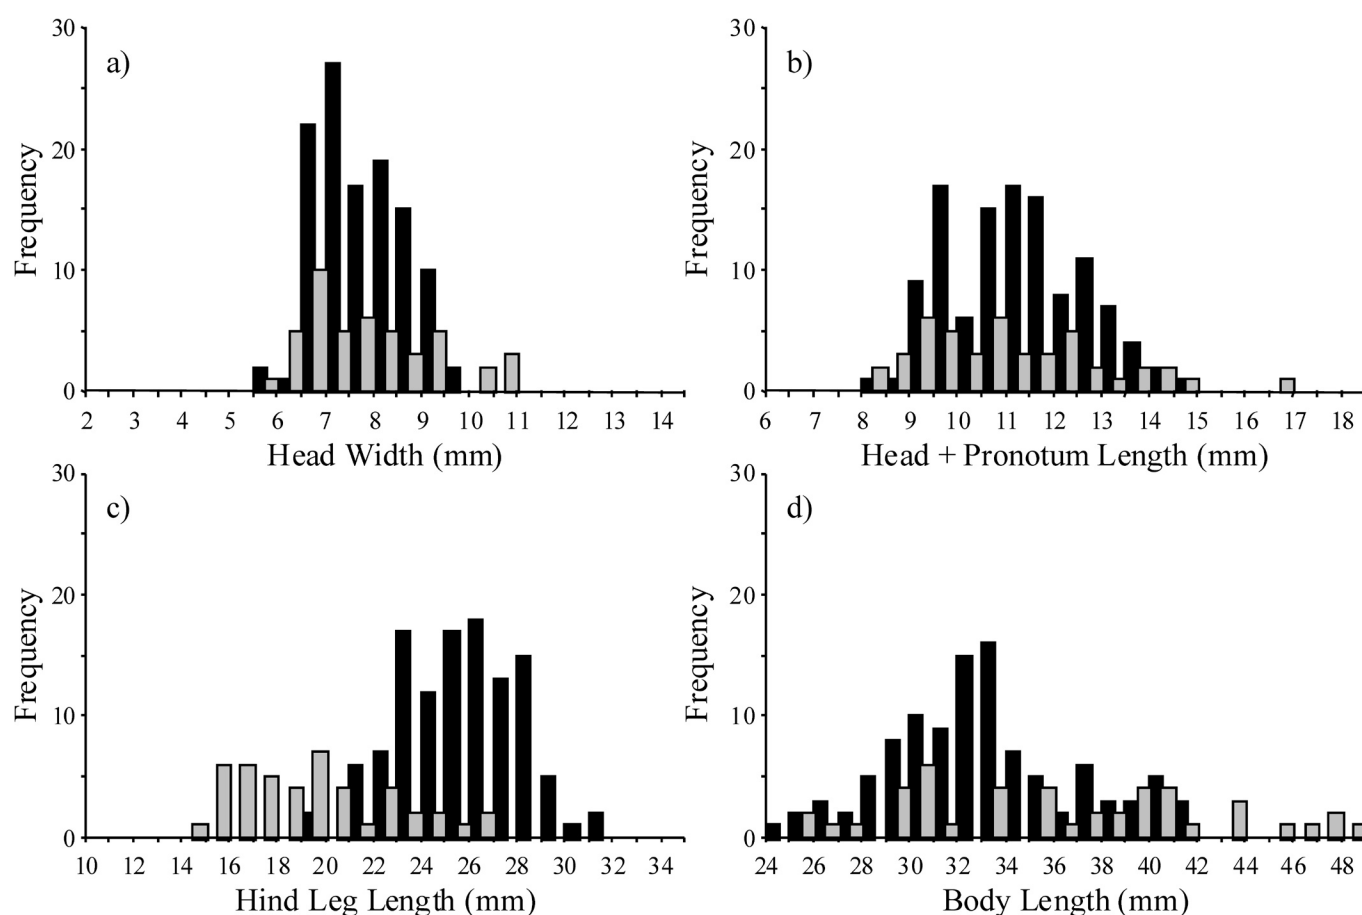 30
a)
20
Frequency
10
0
2 3 4 5 6 7 8 9 10 11 12 13 14
Head Width (mm)
30
b)
20
Frequency
10
0
6 7 8 9 10 11 12 13 14 15 16 17 18
Head + Pronotum Length (mm)
30
c)
20
Frequency
10
0
10 12 14 16 18 20 22 24 26 28 30 32 34
Hind Leg Length (mm)
30
d)
20
Frequency
10
0
24 26 28 30 32 34 36 38 40 42 44 46 48
Body Length (mm)